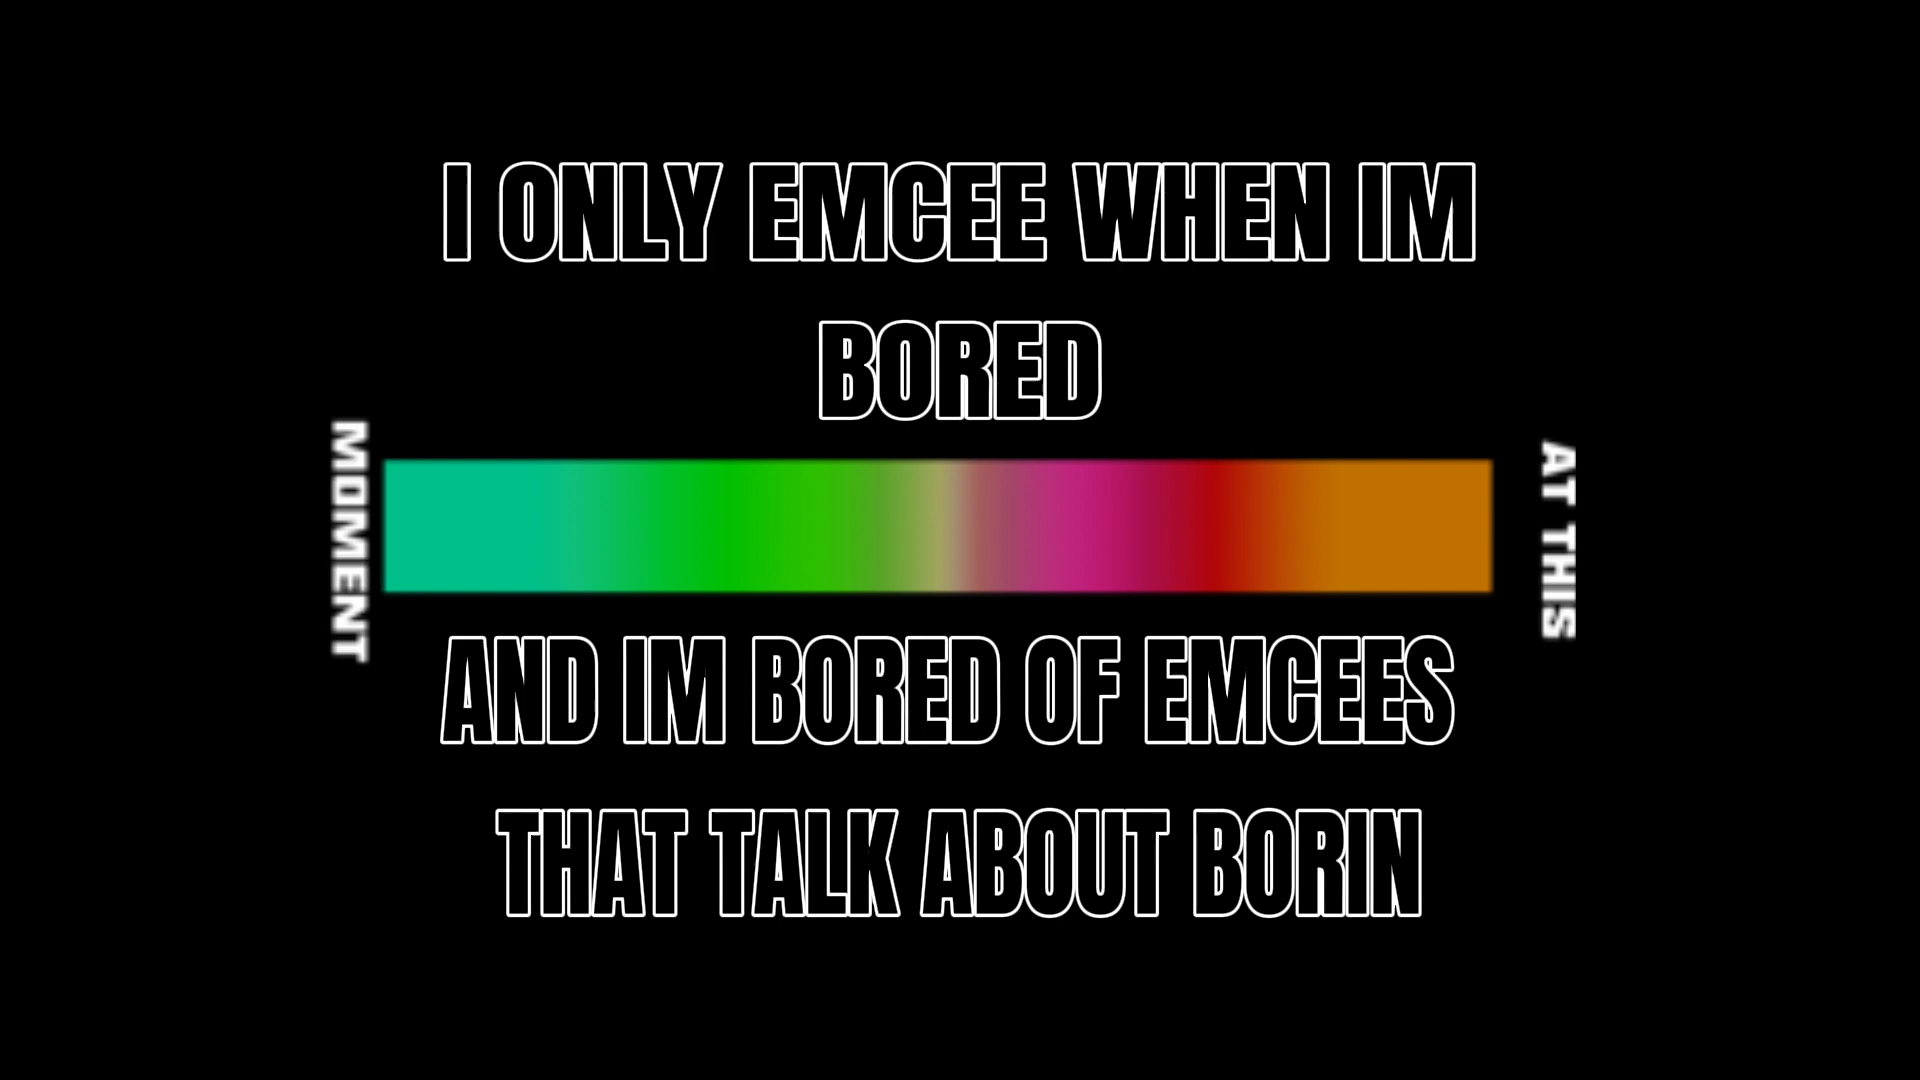 I ONLY EMCEE WHEN IM
BORED
MOMENT
AT THIS
AND IM BORED OF EMCEES
THAT TALK ABOUT BORIN